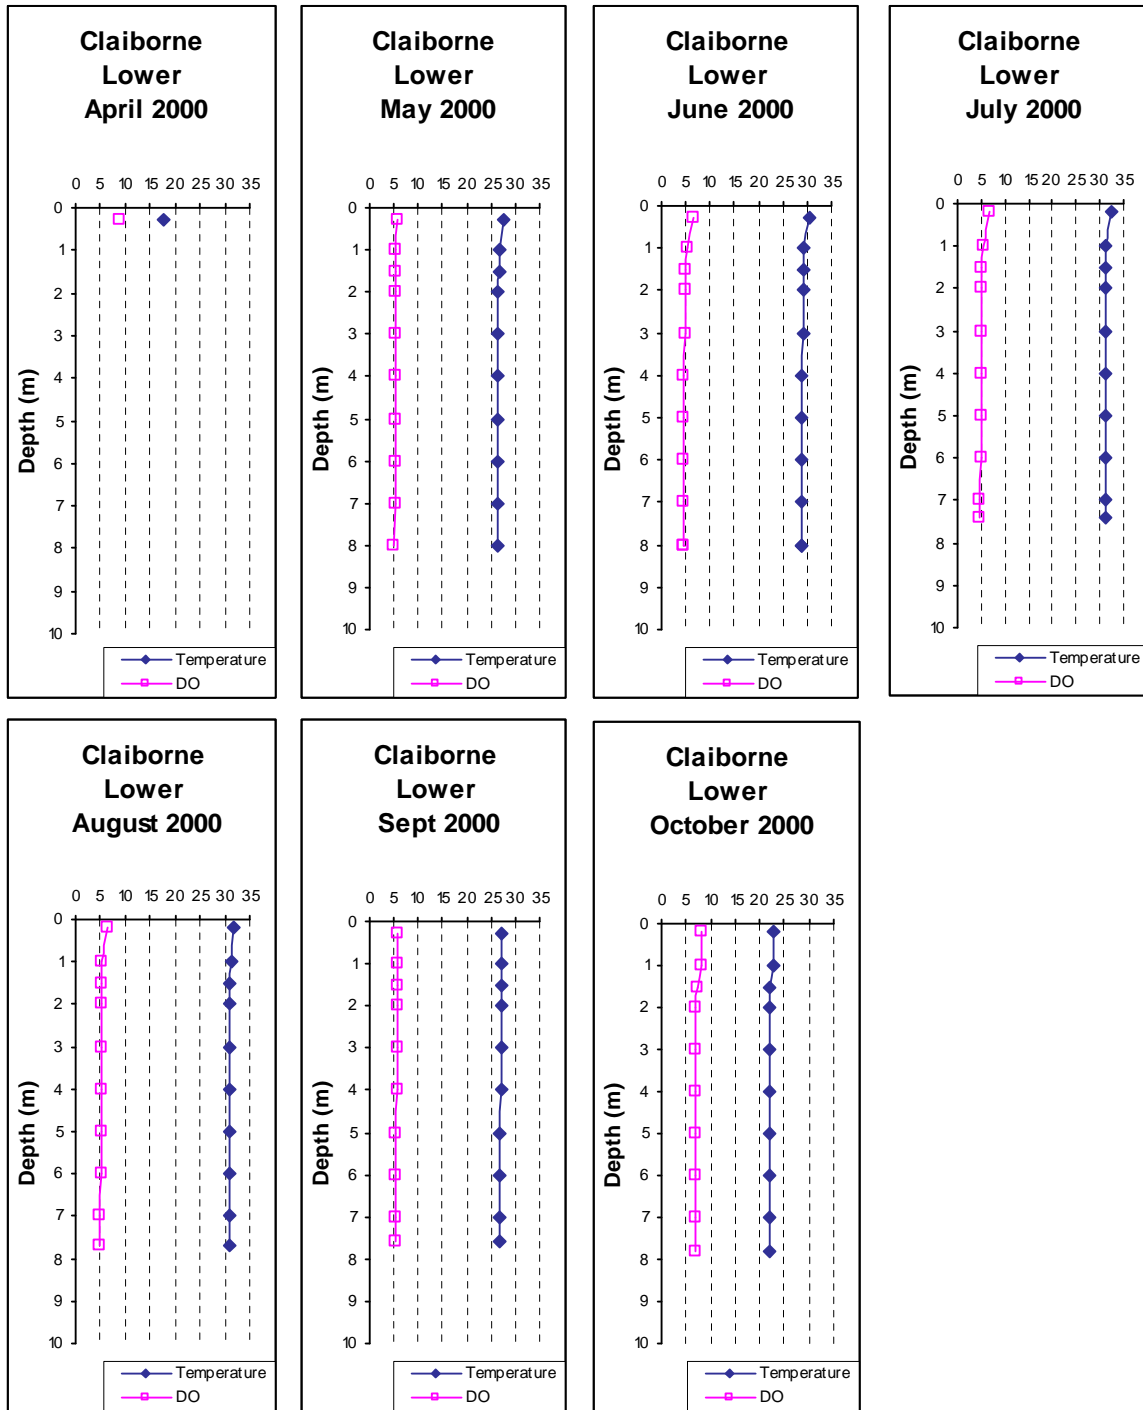 Claiborne
Lower
April 2000
0 5 10 15 20 25 30 35
0
1
2
3
4
5
6
7
8
9
10
Depth (m)
Temperature
DO
Claiborne
Lower
May 2000
0 5 10 15 20 25 30 35
0
1
2
3
4
5
6
7
8
9
10
Depth (m)
Temperature
DO
Claiborne
Lower
June 2000
0 5 10 15 20 25 30 35
0
1
2
3
4
5
6
7
8
9
10
Depth (m)
Temperature
DO
Claiborne
Lower
July 2000
0 5 10 15 20 25 30 35
0
1
2
3
4
5
6
7
8
9
10
Depth (m)
Temperature
DO
Claiborne
Lower
August 2000
0 5 10 15 20 25 30 35
0
1
2
3
4
5
6
7
8
9
10
Depth (m)
Temperature
DO
Claiborne
Lower
Sept 2000
0 5 10 15 20 25 30 35
0
1
2
3
4
5
6
7
8
9
10
Depth (m)
Temperature
DO
Claiborne
Lower
October 2000
0 5 10 15 20 25 30 35
0
1
2
3
4
5
6
7
8
9
10
Depth (m)
Temperature
DO